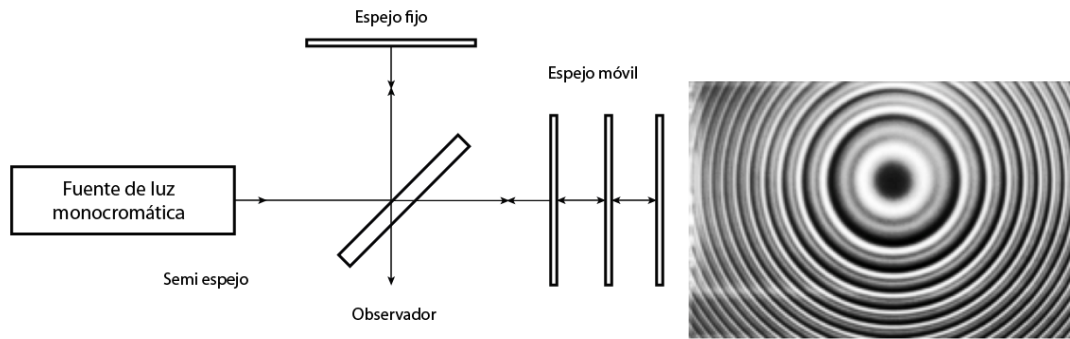 Espejo fijo
Espejo móvil
Fuente de luz
monocromática
Semi espejo
Observador